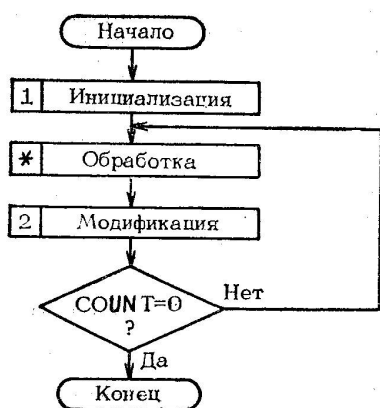 Начало
1 Инициализация
* Обработка
2 Модификация
COUNT=0
?
Нет
Да
Конец